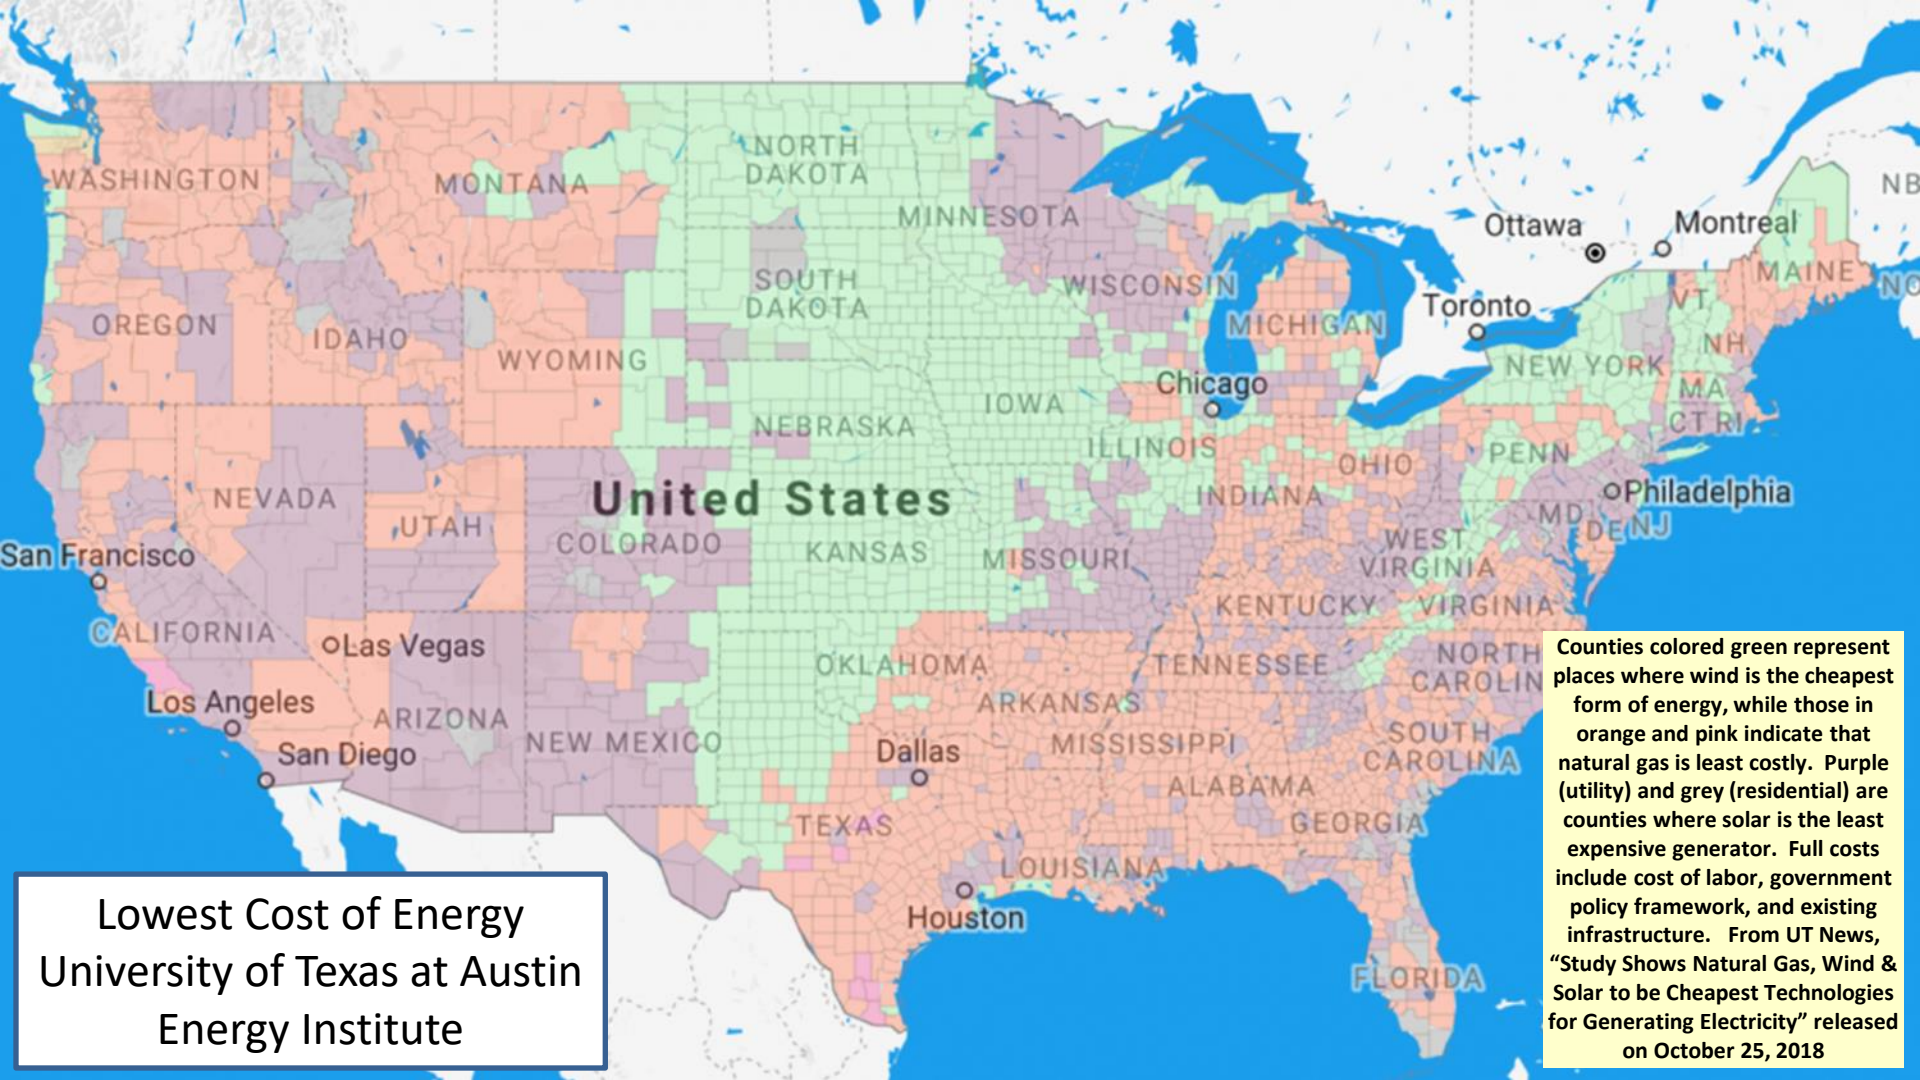 NORTH
DAKOTA
WASHINGTON
MONTANA
NB
MINNESOTA
Ottawa
Montreal
SOUTH
DAKOTA
WISCONSIN
MAINE
NO
VT
Toronto
OREGON
IDAHO
MICHIGAN
NH
WYOMING
NEW YORK
Chicago
MA
IOWA
CT RI
NEBRASKA
ILLINOIS
PENN
OHIO
NEVADA
United States
INDIANA
Philadelphia
UTAH
MD
DE NJ
San Francisco
COLORADO
KANSAS
MISSOURI
WEST
VIRGINIA
KENTUCKY
VIRGINIA
CALIFORNIA
Las Vegas
OKLAHOMA
TENNESSEE
NORTH
CAROLIN
Los Angeles
ARIZONA
ARKANSAS
NEW MEXICO
San Diego
Dallas
MISSISSIPPI
SOUTH
CAROLINA
ALABAMA
TEXAS
GEORGIA
LOUISIANA
Houston
FLORIDA
Lowest Cost of Energy
University of Texas at Austin
Energy Institute
Counties colored green represent
places where wind is the cheapest
form of energy, while those in
orange and pink indicate that
natural gas is least costly. Purple
(utility) and grey (residential) are
counties where solar is the least
expensive generator. Full costs
include cost of labor, government
policy framework, and existing
infrastructure. From UT News,
“Study Shows Natural Gas, Wind &
Solar to be Cheapest Technologies
for Generating Electricity” released
on October 25, 2018